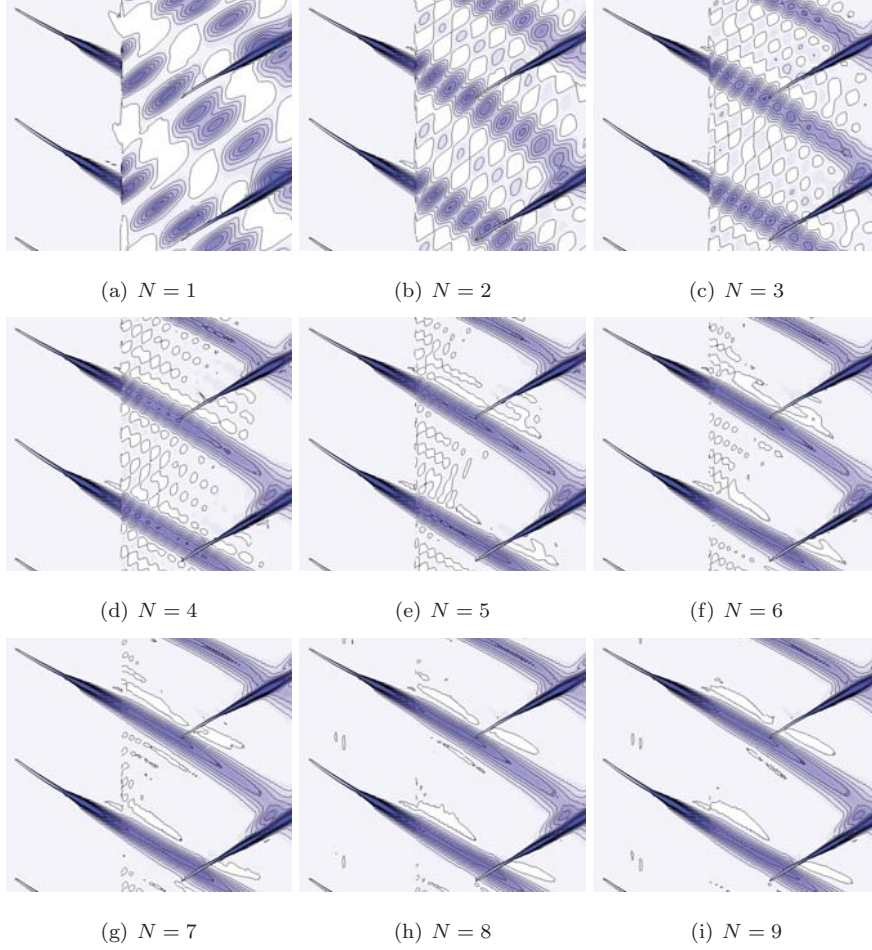 (a) N = 1
(b) N = 2
(c) N = 3
(d) N = 4
(e) N = 5
(f) N = 6
(g) N = 7
(h) N = 8
(i) N = 9